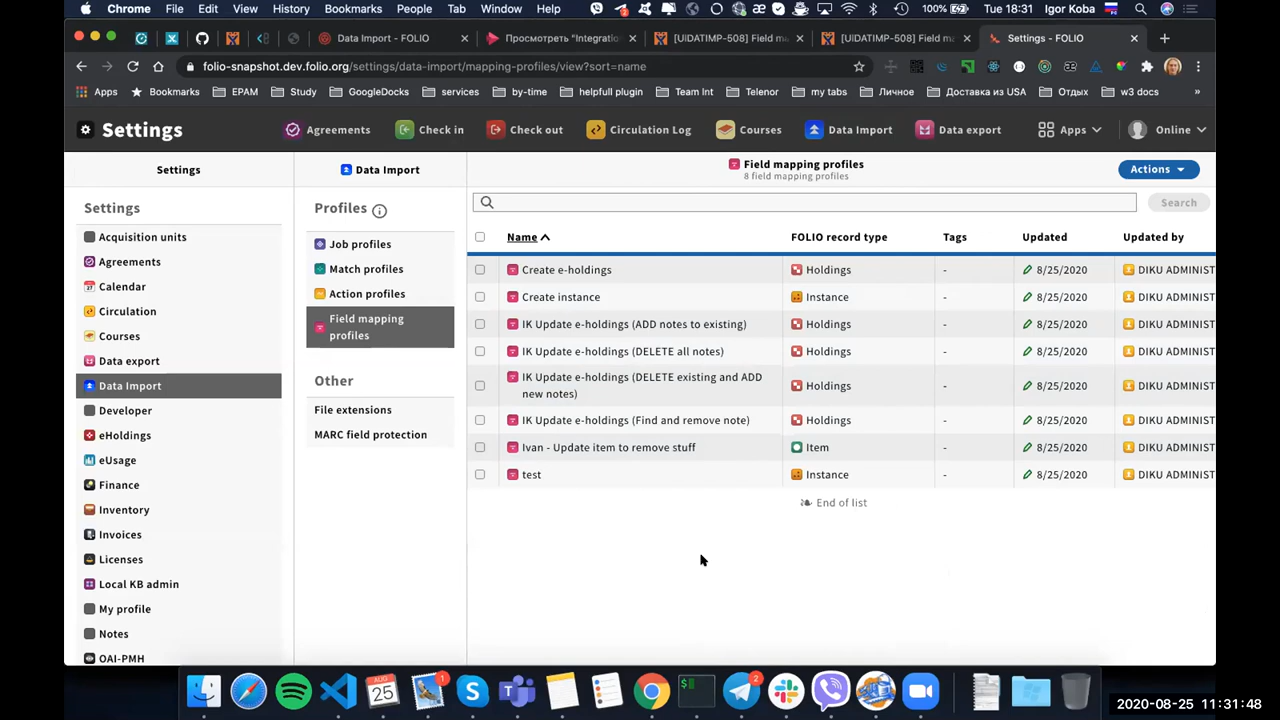 Chrome File Edit View History Bookmarks People Tab Window Help 100% Tue 18:31 Igor Koba
Data Import - FOLIO
Просмотреть "Integratio
[UIDATIMP-508] Field m
[UIDATIMP-508] Field ma
Settings - FOLIO
folio-snapshot.dev.folio.org/settings/data-import/mapping-profiles/view?sort=name
Apps Bookmarks EPAM Study GoogleDocks services by-time helpfull plugin Team Int Telenor my tabs Личное Доставка из USA Отдых w3 docs »
Settings Agreements Check in Check out Circulation Log Courses Data Import Data export Apps Online
Settings
Data Import
Field mapping profiles
8 field mapping profiles
Actions
Settings
Acquisition units
Agreements
Calendar
Circulation
Courses
Data export
Data Import
Developer
eHoldings
eUsage
Finance
Inventory
Invoices
Licenses
Local KB admin
My profile
Notes
OAI-PMH
Profiles
Job profiles
Match profiles
Action profiles
Field mapping
profiles
Other
File extensions
MARC field protection
Search
Name FOLIO record type Tags Updated Updated by
Create e-holdings Holdings - 8/25/2020 DIKU ADMINIST
Create instance Instance - 8/25/2020 DIKU ADMINIST
IK Update e-holdings (ADD notes to existing) Holdings - 8/25/2020 DIKU ADMINIST
IK Update e-holdings (DELETE all notes) Holdings - 8/25/2020 DIKU ADMINIST
IK Update e-holdings (DELETE existing and ADD
new notes) Holdings - 8/25/2020 DIKU ADMINIST
IK Update e-holdings (Find and remove note) Holdings - 8/25/2020 DIKU ADMINIST
Ivan - Update item to remove stuff Item - 8/25/2020 DIKU ADMINIST
test Instance - 8/25/2020 DIKU ADMINIST
End of list
AUG
25
1
2
2020-08-25 11:31:48